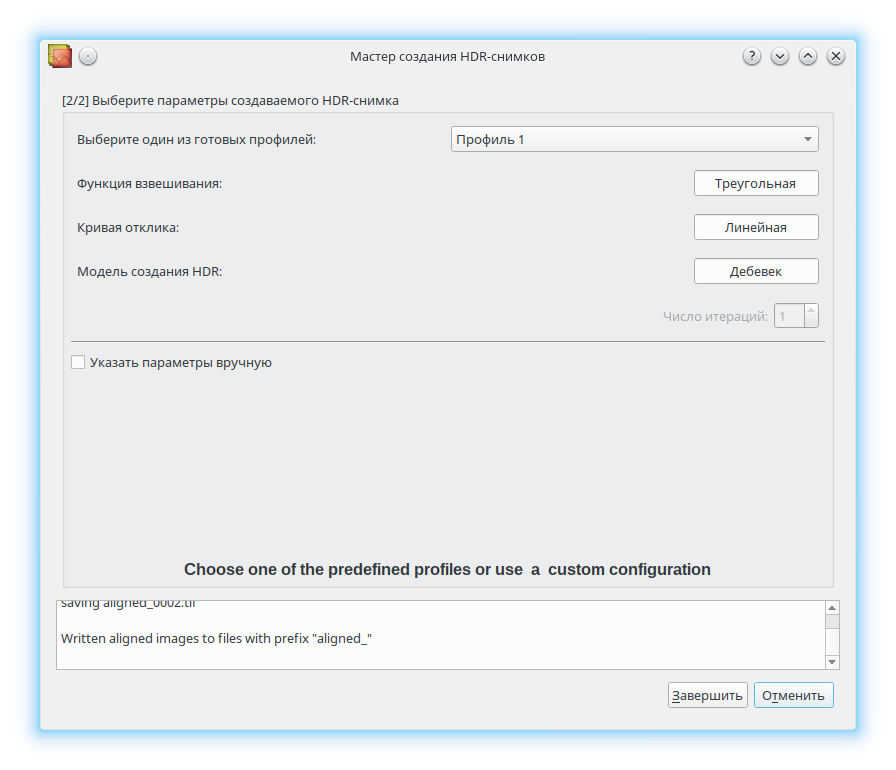 Мастер создания HDR-снимков
[2/2] Выберите параметры создаваемого HDR-снимка
Выберите один из готовых профилей: Профиль 1
Функция взвешивания: Треугольная
Кривая отклика: Линейная
Модель создания HDR: Дебевек
Число итераций: 1
Указать параметры вручную
Choose one of the predefined profiles or use a custom configuration
saving aligned_0002.tif
Written aligned images to files with prefix "aligned_"
Завершить Отменить